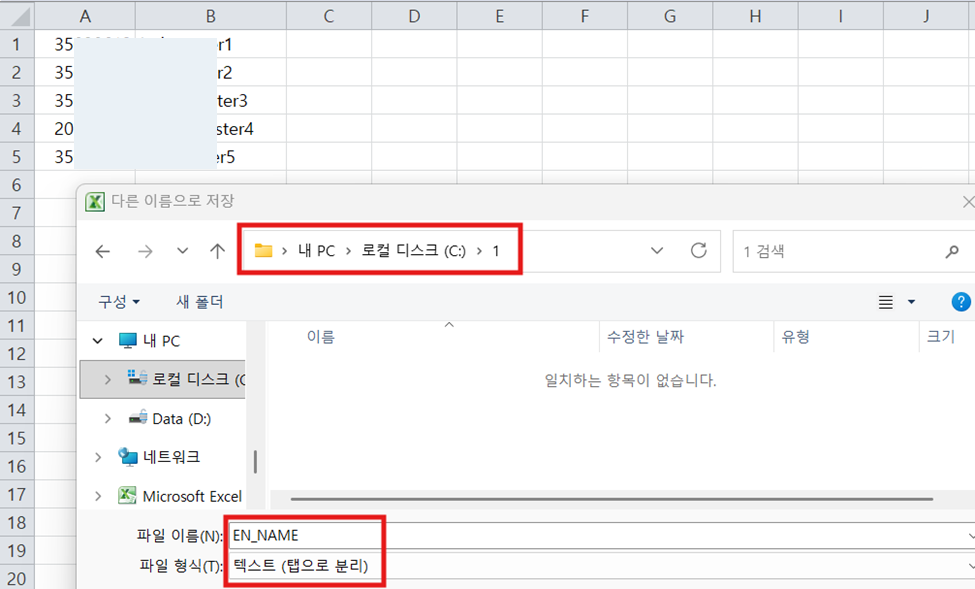 A B C D E F G H I J
1 35 r1
2 35 r2
3 35 ter3
4 20 ster4
5 35 er5
6
다른 이름으로 저장
7
8
내 PC 로컬 디스크 (C:) 1
1 검색
9
10
구성 새 폴더
11
이름 수정한 날짜 유형 크기
12
내 PC
13
로컬 디스크 (C
일치하는 항목이 없습니다.
14
Data (D:)
15
16
네트워크
17
Microsoft Excel
18
파일 이름(N): EN_NAME
19
파일 형식(T): 텍스트 (탭으로 분리)
20